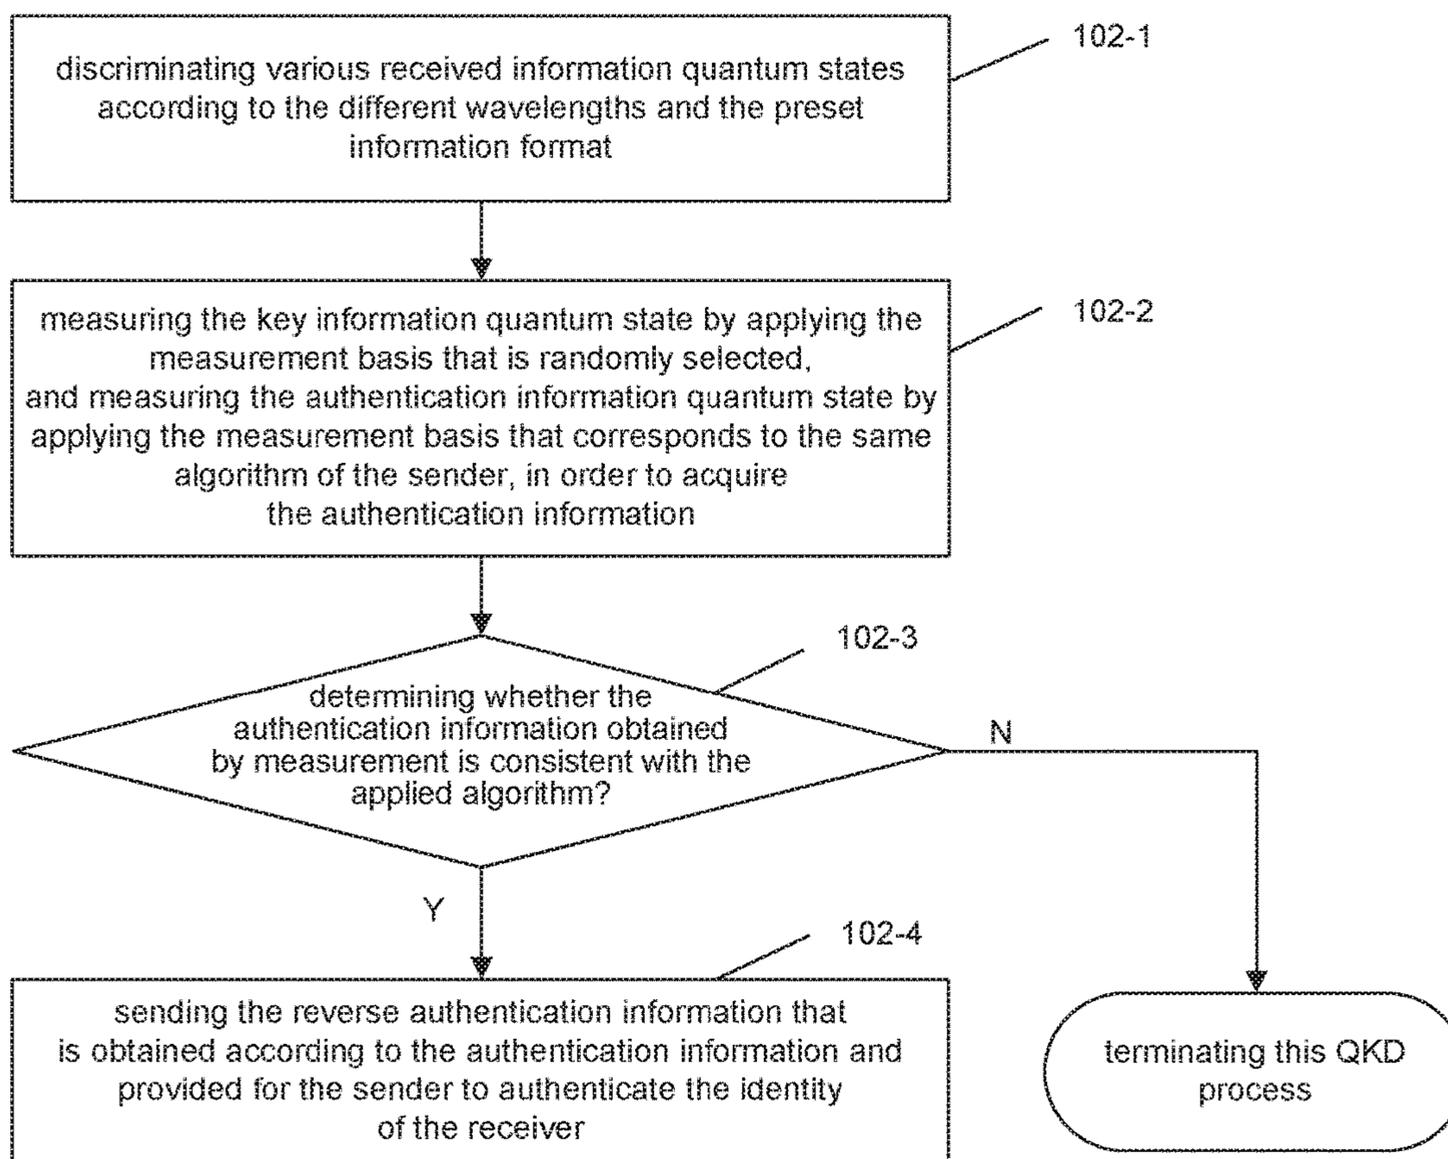 102-1
discriminating various received information quantum states
according to the different wavelengths and the preset
information format
102-2
measuring the key information quantum state by applying the
measurement basis that is randomly selected,
and measuring the authentication information quantum state by
applying the measurement basis that corresponds to the same
algorithm of the sender, in order to acquire
the authentication information
102-3
determining whether the
authentication information obtained
by measurement is consistent with the
applied algorithm?
N
Y
102-4
sending the reverse authentication information that
is obtained according to the authentication information and
provided for the sender to authenticate the identity
of the receiver
terminating this QKD
process